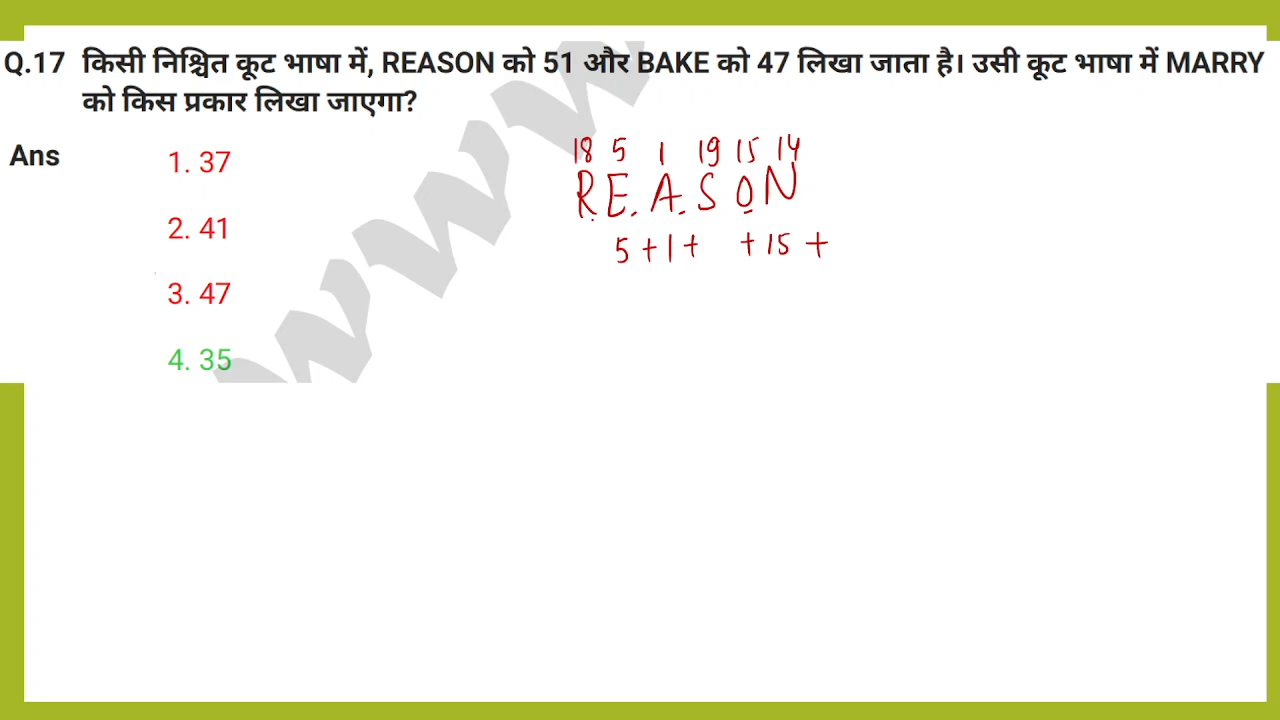 Q.17 किसी निश्चित कूट भाषा में, REASON को 51 और BAKE को 47 लिखा जाता है। उसी कूट भाषा में MARRY
को किस प्रकार लिखा जाएगा?
Ans
1. 37
2. 41
3. 47
4. 35
18 5 1 19 15 14
R E . A . S O N
5 + 1 + + 15 +
www